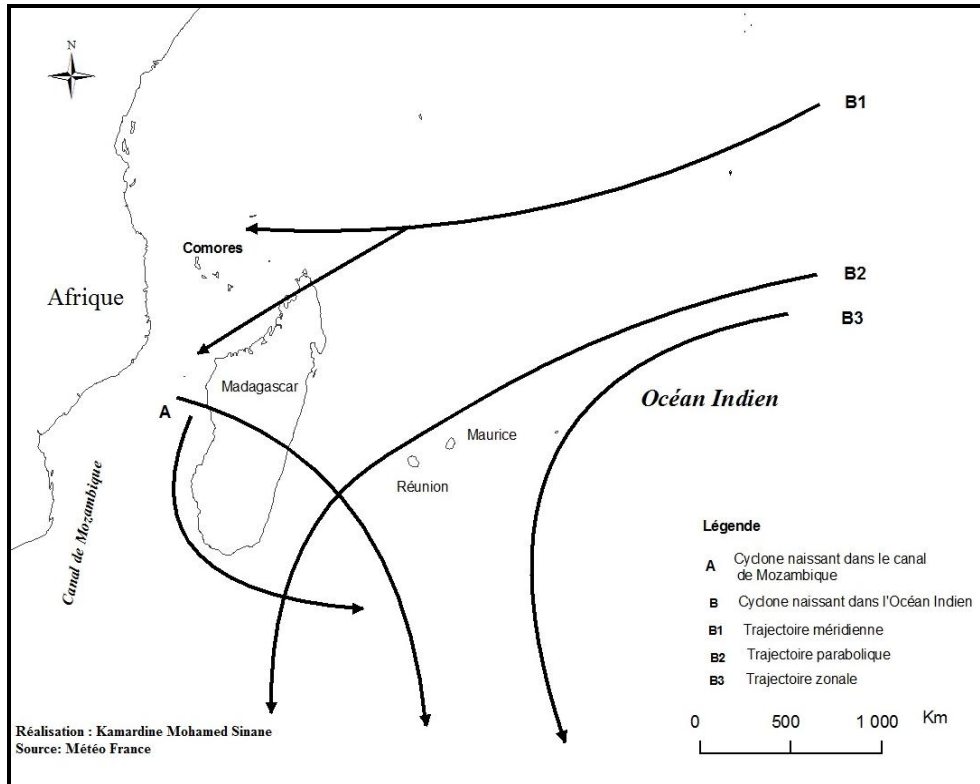 N
B1
Comores
Afrique
B2
B3
Madagascar
Océan Indien
A
Maurice
Réunion
Canal de Mozambique
Légende
A Cyclone naissant dans le canal
de Mozambique
B Cyclone naissant dans l'Océan Indien
B1 Trajectoire méridienne
B2 Trajectoire parabolique
B3 Trajectoire zonale
0 500 1 000 Km
Réalisation : Kamardine Mohamed Sinane
Source: Météo France